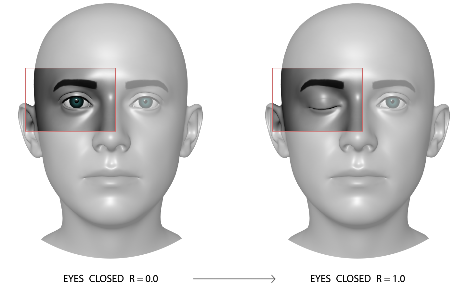 EYES CLOSED R = 0.0
EYES CLOSED R = 1.0